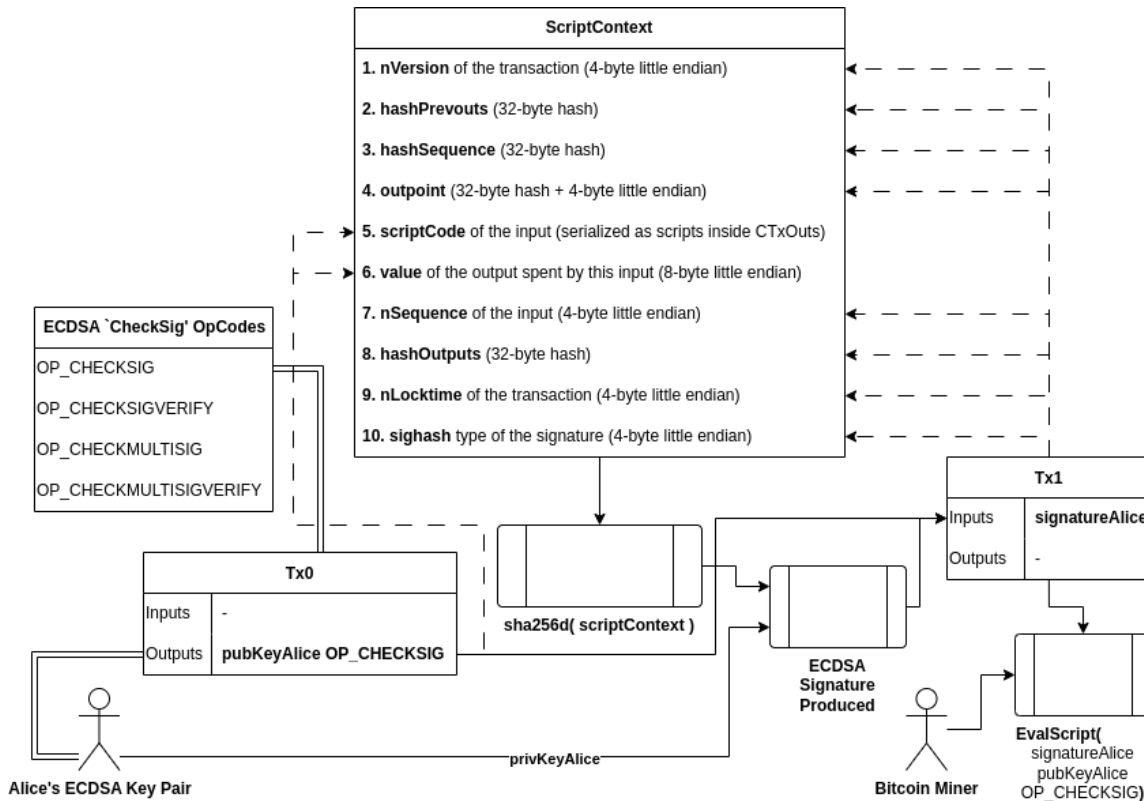 ScriptContext
1. nVersion of the transaction (4-byte little endian)
2. hashPrevouts (32-byte hash)
3. hashSequence (32-byte hash)
4. outpoint (32-byte hash + 4-byte little endian)
5. scriptCode of the input (serialized as scripts inside CTxOuts)
6. value of the output spent by this input (8-byte little endian)
7. nSequence of the input (4-byte little endian)
8. hashOutputs (32-byte hash)
9. nLocktime of the transaction (4-byte little endian)
10. sighash type of the signature (4-byte little endian)
ECDSA `CheckSig' OpCodes
OP_CHECKSIG
OP_CHECKSIGVERIFY
OP_CHECKMULTISIG
OP_CHECKMULTISIGVERIFY
Tx0
Inputs -
Outputs pubKeyAlice OP_CHECKSIG
sha256d( scriptContext )
ECDSA
Signature
Produced
Tx1
Inputs signatureAlice
Outputs -
privKeyAlice
Alice's ECDSA Key Pair
Bitcoin Miner
EvalScript(
signatureAlice
pubKeyAlice
OP_CHECKSIG)